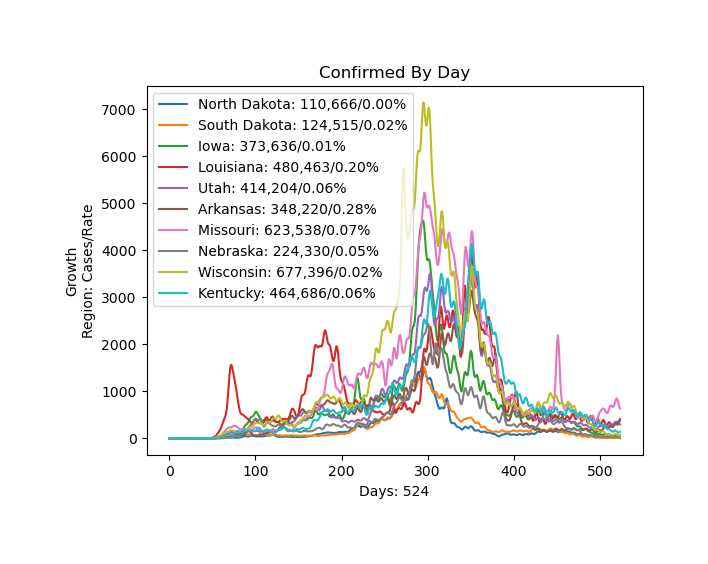 Confirmed By Day
7000
6000
5000
4000
3000
2000
1000
0
Growth
Region: Cases/Rate
North Dakota: 110,666/0.00%
South Dakota: 124,515/0.02%
Iowa: 373,636/0.01%
Louisiana: 480,463/0.20%
Utah: 414,204/0.06%
Arkansas: 348,220/0.28%
Missouri: 623,538/0.07%
Nebraska: 224,330/0.05%
Wisconsin: 677,396/0.02%
Kentucky: 464,686/0.06%
0 100 200 300 400 500
Days: 524